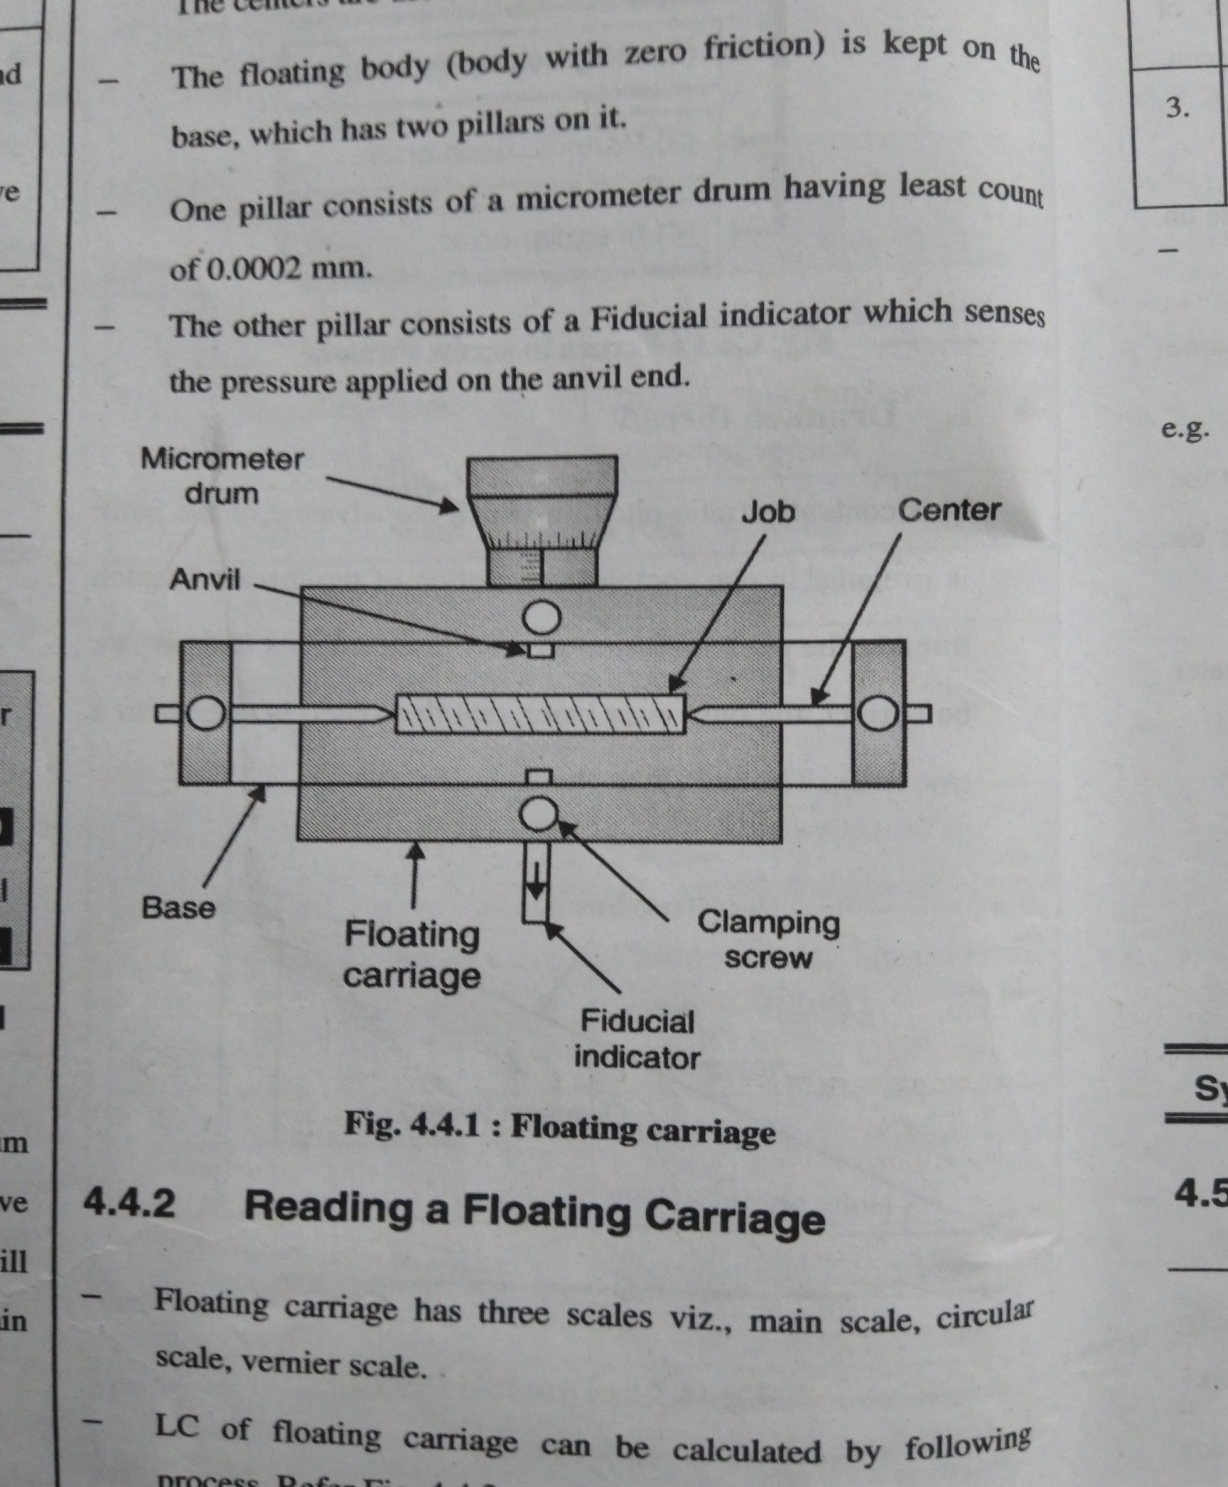 The floating body (body with zero friction) is kept on the
base, which has two pillars on it.
– One pillar consists of a micrometer drum having least count
of 0.0002 mm.
– The other pillar consists of a Fiducial indicator which senses
the pressure applied on the anvil end.
Micrometer
drum
Anvil
Job
Center
Base
Floating
carriage
Clamping
screw
Fiducial
indicator
Fig. 4.4.1 : Floating carriage
4.4.2 Reading a Floating Carriage
– Floating carriage has three scales viz., main scale, circular
scale, vernier scale.
– LC of floating carriage can be calculated by following
3.
–
e.g.
4.5